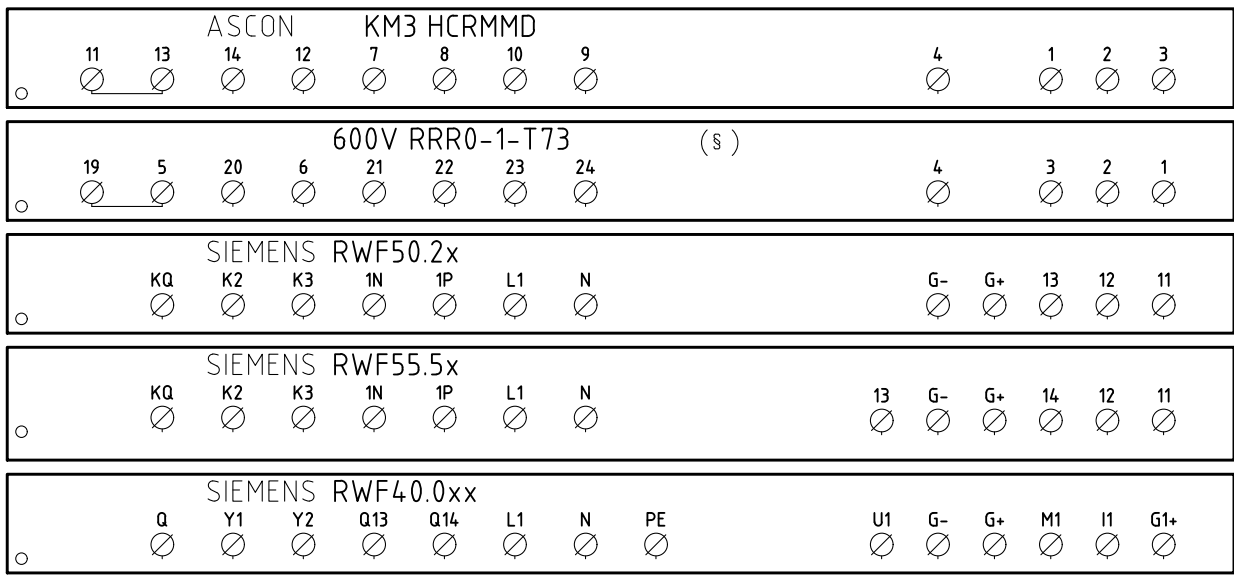 ASCON KM3 HCRMMD
11 13 14 12 7 8 10 9 4 1 2 3
600V RRR0-1-T73 (§)
19 5 20 6 21 22 23 24 4 3 2 1
SIEMENS RWF50.2x
KQ K2 K3 1N 1P L1 N G- G+ 13 12 11
SIEMENS RWF55.5x
KQ K2 K3 1N 1P L1 N 13 G- G+ 14 12 11
SIEMENS RWF40.0xx
Q Y1 Y2 Q13 Q14 L1 N PE U1 G- G+ M1 I1 G1+